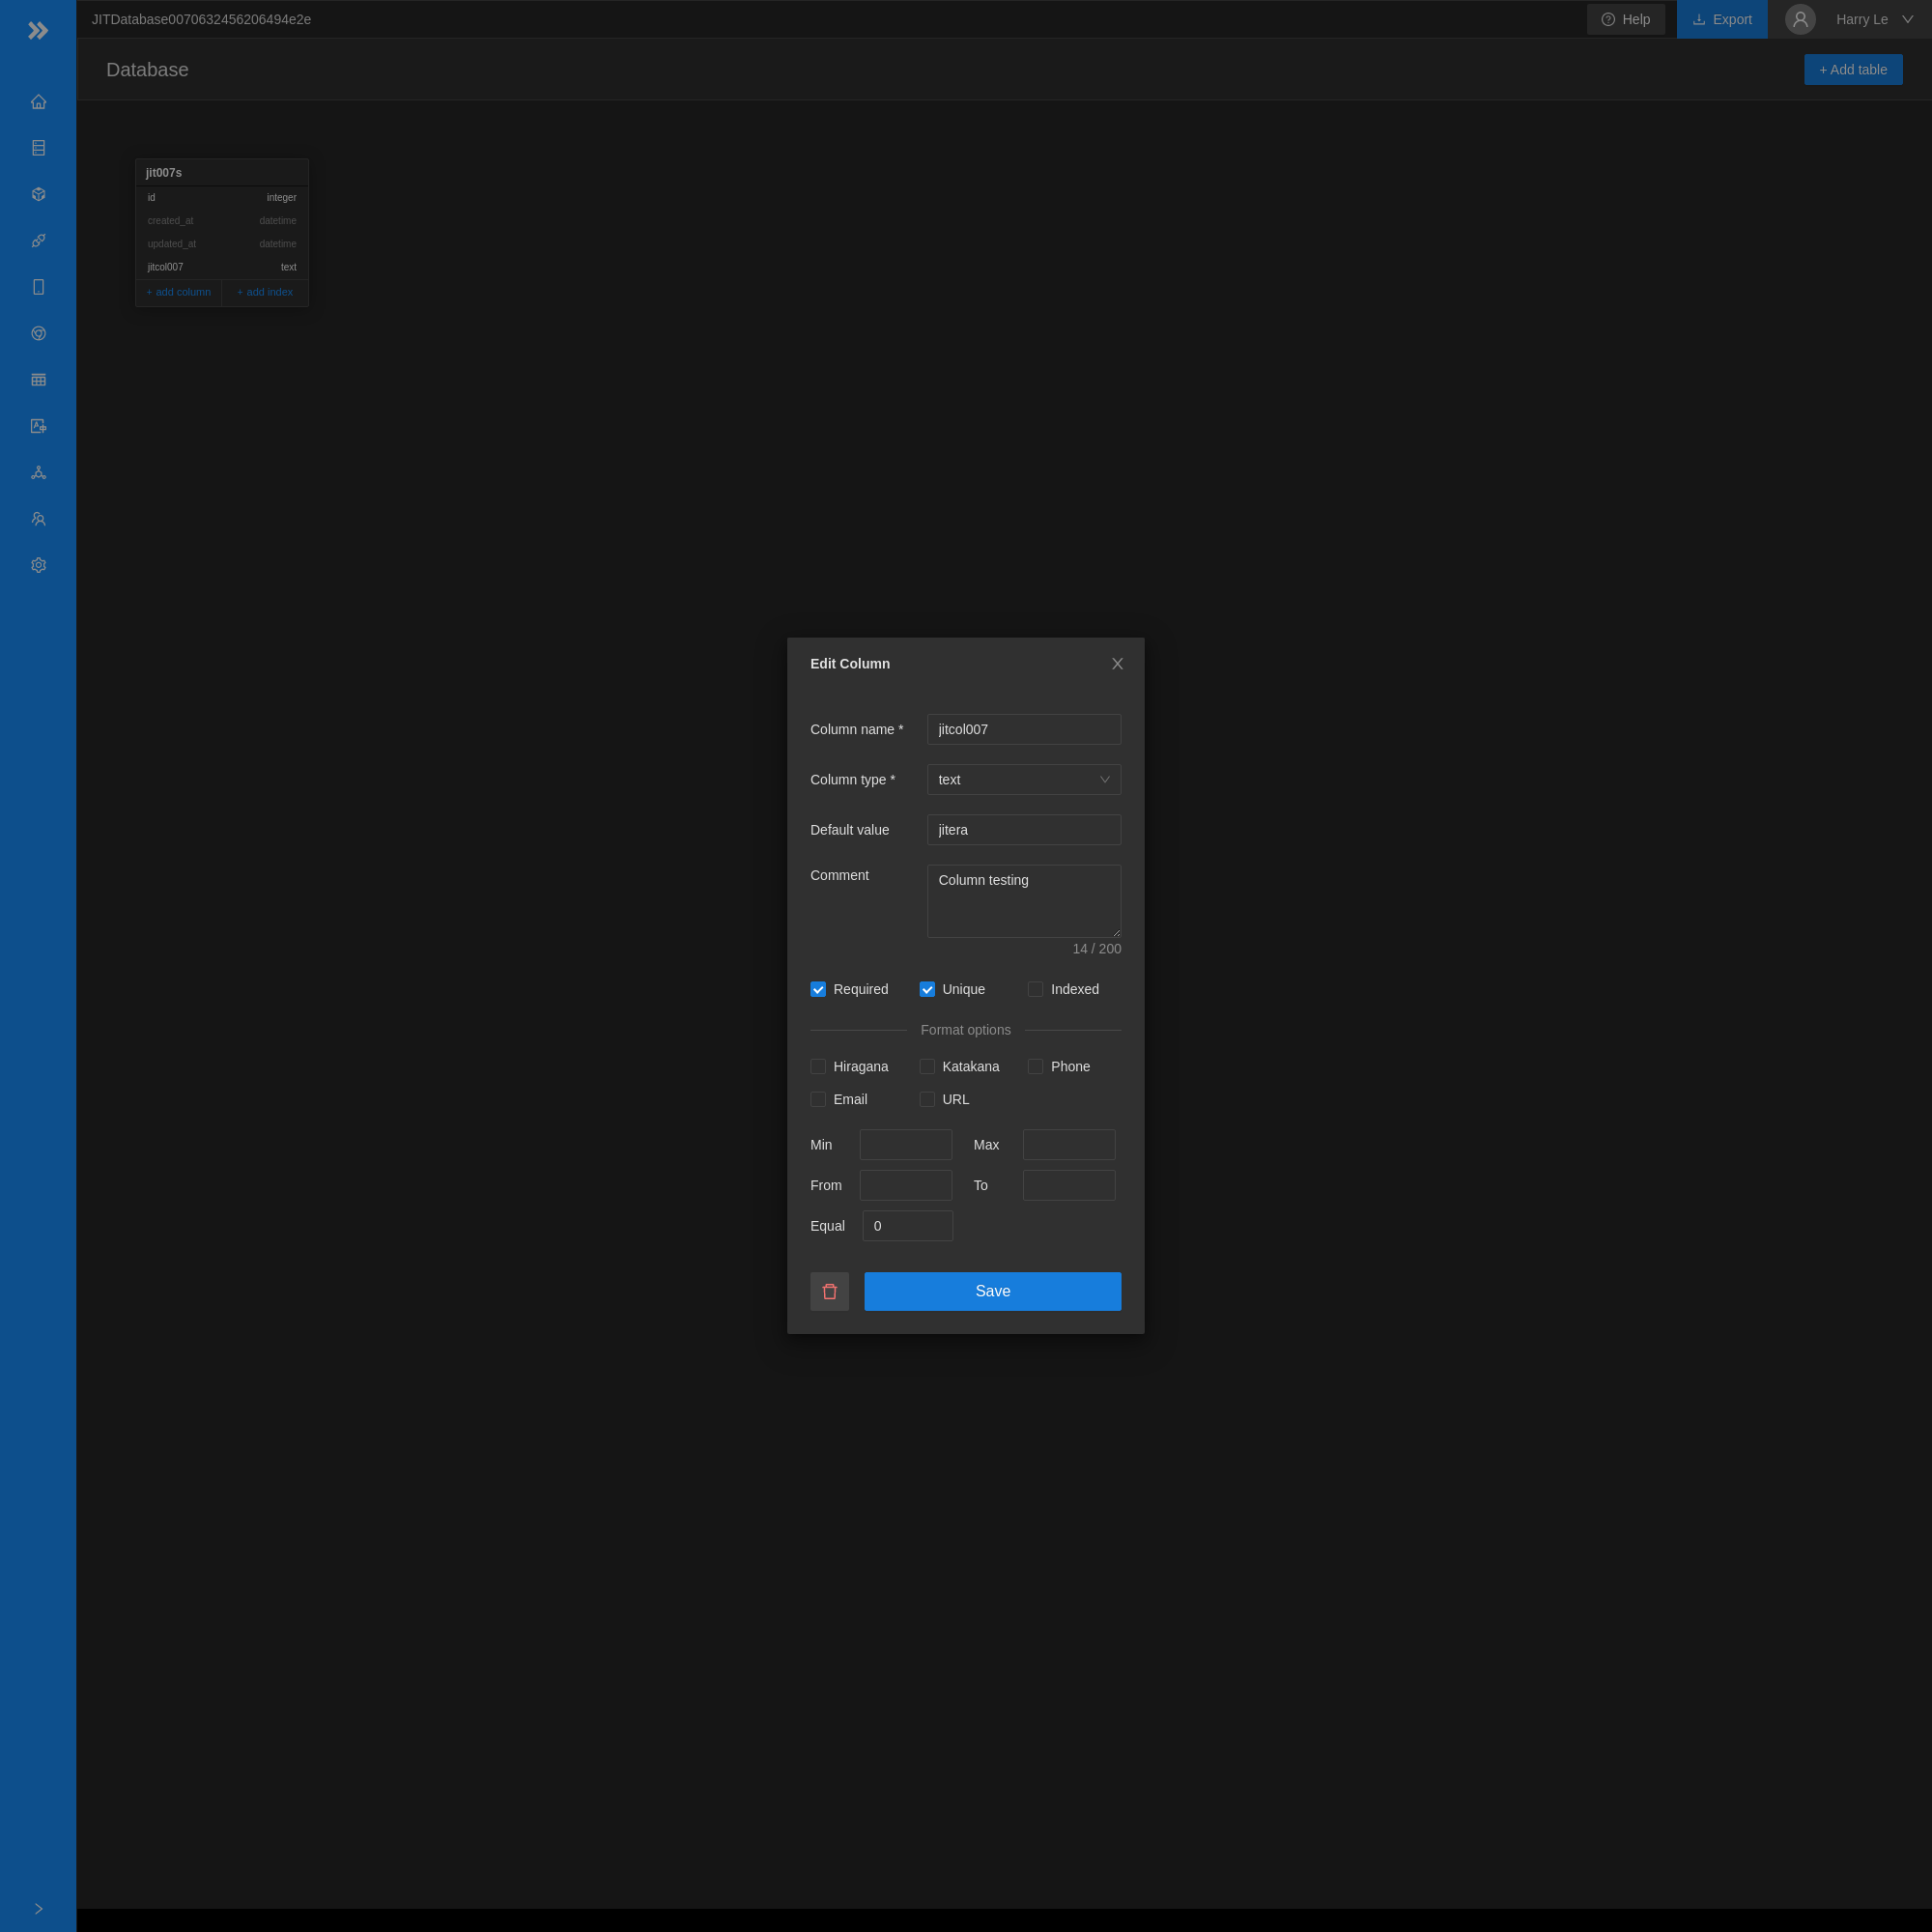 JITDatabase0070632456206494e2e
Help
Export
Harry Le
Database
+ Add table
jit007s
id integer
created_at datetime
updated_at datetime
jitcol007 text
+ add column + add index
Edit Column
Column name * jitcol007
Column type * text
Default value jitera
Comment Column testing
14 / 200
Required Unique Indexed
Format options
Hiragana Katakana Phone
Email URL
Min Max
From To
Equal 0
Save